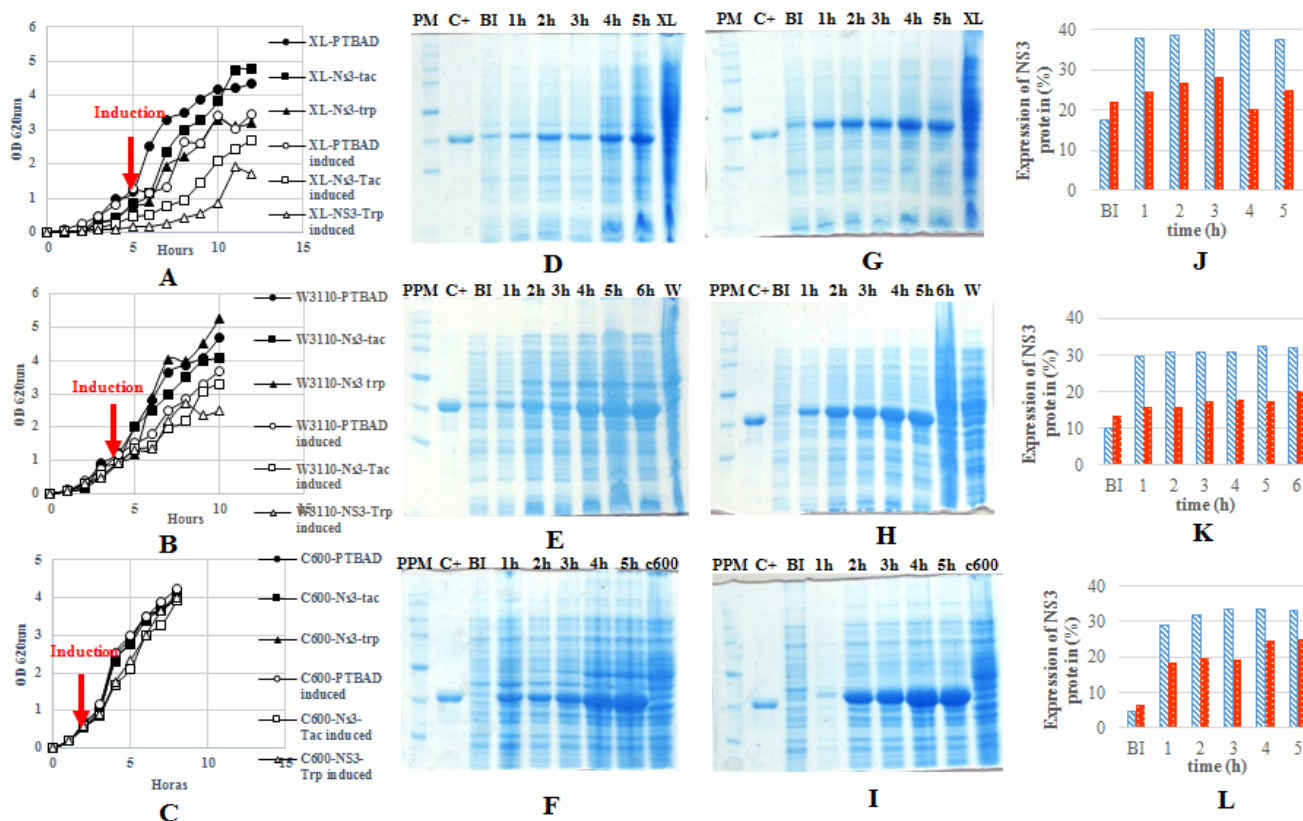 6
5
4
3
2
1
0
OD 620nm
Induction
0 5 10 15
Hours
XL-PTBAD
XL-Ns3-tac
XL-Ns3-trp
XL-PTBAD
induced
XL-Ns3-Tac
induced
XL-NS3-Trp
induced
A
PM C+ BI 1h 2h 3h 4h 5h XL
D
PM C+ BI 1h 2h 3h 4h 5h XL
G
Expression of NS3
protein (%)
40
30
20
10
0
BI 1 2 3 4 5
time (h)
J
6
5
4
3
2
1
0
OD 620nm
Induction
0 5 10 15
Hours
W3110-PTBAD
W3110-Ns3-tac
W3110-Ns3 trp
W3110-PTBAD
induced
W3110-Ns3-Tac
induced
W3110-NS3-Trp
induced
B
PPM C+ BI 1h 2h 3h 4h 5h 6h W
E
PPM C+ BI 1h 2h 3h 4h 5h 6h W
H
Expression of NS3
protein (%)
40
30
20
10
0
BI 1 2 3 4 5 6
time (h)
K
5
4
3
2
1
0
OD 620nm
Induction
0 5 10 15
Horas
C600-PTBAD
C600-Ns3-tac
C600-Ns3-trp
C600-PTBAD
induced
C600-Ns3-
Tac induced
C600-NS3-
Trp induced
C
PPM C+ BI 1h 2h 3h 4h 5h c600
F
PPM C+ BI 1h 2h 3h 4h 5h c600
I
Expression of NS3
protein (%)
40
30
20
10
0
BI 1 2 3 4 5
time (h)
L